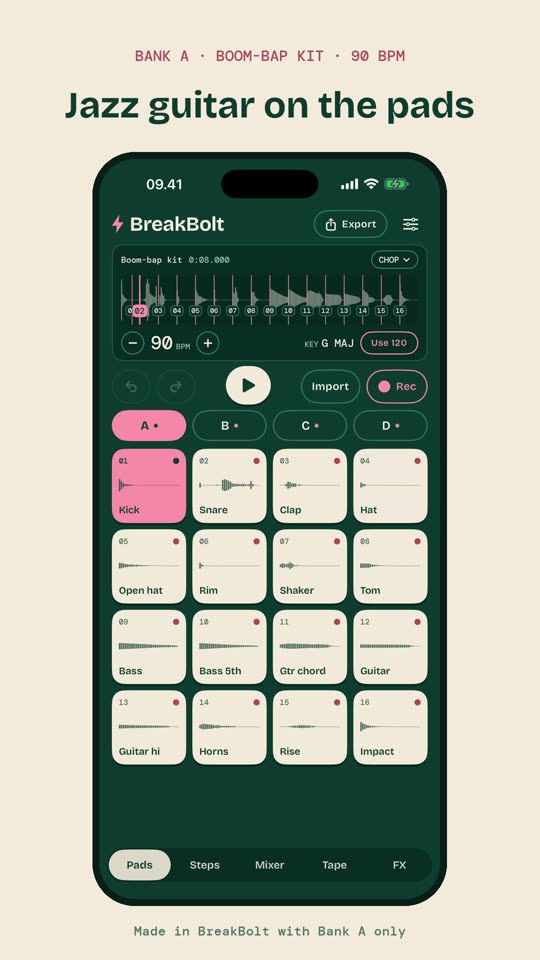 BANK A · BOOM-BAP KIT · 90 BPM
Jazz guitar on the pads
09.41
BreakBolt
Export
Boom-bap kit 0:08.000
CHOP
02 03 04 05 06 07 08 09 10 11 12 13 14 15 16
− 90 BPM +
KEY G MAJ
Use 120
Import
Rec
A
B
C
D
01
Kick
02
Snare
03
Clap
04
Hat
05
Open hat
06
Rim
07
Shaker
08
Tom
09
Bass
10
Bass 5th
11
Gtr chord
12
Guitar
13
Guitar hi
14
Horns
15
Rise
16
Impact
Pads
Steps
Mixer
Tape
FX
Made in BreakBolt with Bank A only